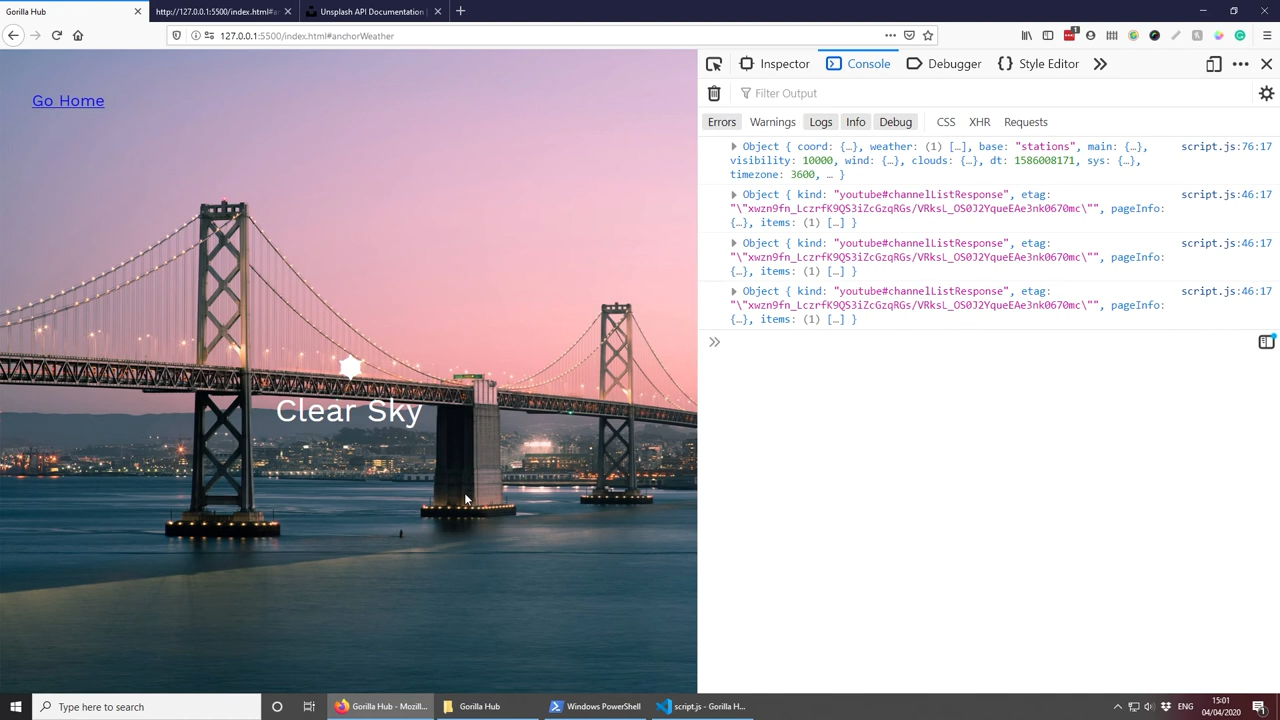 Gorilla Hub
http://127.0.0.1:5500/index.html#an
Unsplash API Documentation |
127.0.0.1:5500/index.html#anchorWeather
Go Home
Clear Sky
Inspector
Console
Debugger
{} Style Editor
Filter Output
Errors
Warnings
Logs
Info
Debug
CSS
XHR
Requests
Object { coord: {…}, weather: (1) […], base: "stations", main: {…}, script.js:76:17
visibility: 10000, wind: {…}, clouds: {…}, dt: 1586008171, sys: {…},
timezone: 3600, … }
Object { kind: "youtube#channelListResponse", etag: script.js:46:17
"\"xwzn9fn_LczrfK9QS3iZcGzqRGs/VRksL_OS0J2YqueEAe3nk0670mc\"", pageInfo:
{…}, items: (1) […] }
Object { kind: "youtube#channelListResponse", etag: script.js:46:17
"\"xwzn9fn_LczrfK9QS3iZcGzqRGs/VRksL_OS0J2YqueEAe3nk0670mc\"", pageInfo:
{…}, items: (1) […] }
Object { kind: "youtube#channelListResponse", etag: script.js:46:17
"\"xwzn9fn_LczrfK9QS3iZcGzqRGs/VRksL_OS0J2YqueEAe3nk0670mc\"", pageInfo:
{…}, items: (1) […] }
Type here to search
Gorilla Hub - Mozil...
Gorilla Hub
Windows PowerShell
script.js - Gorilla H...
ENG
15:01
04/04/2020